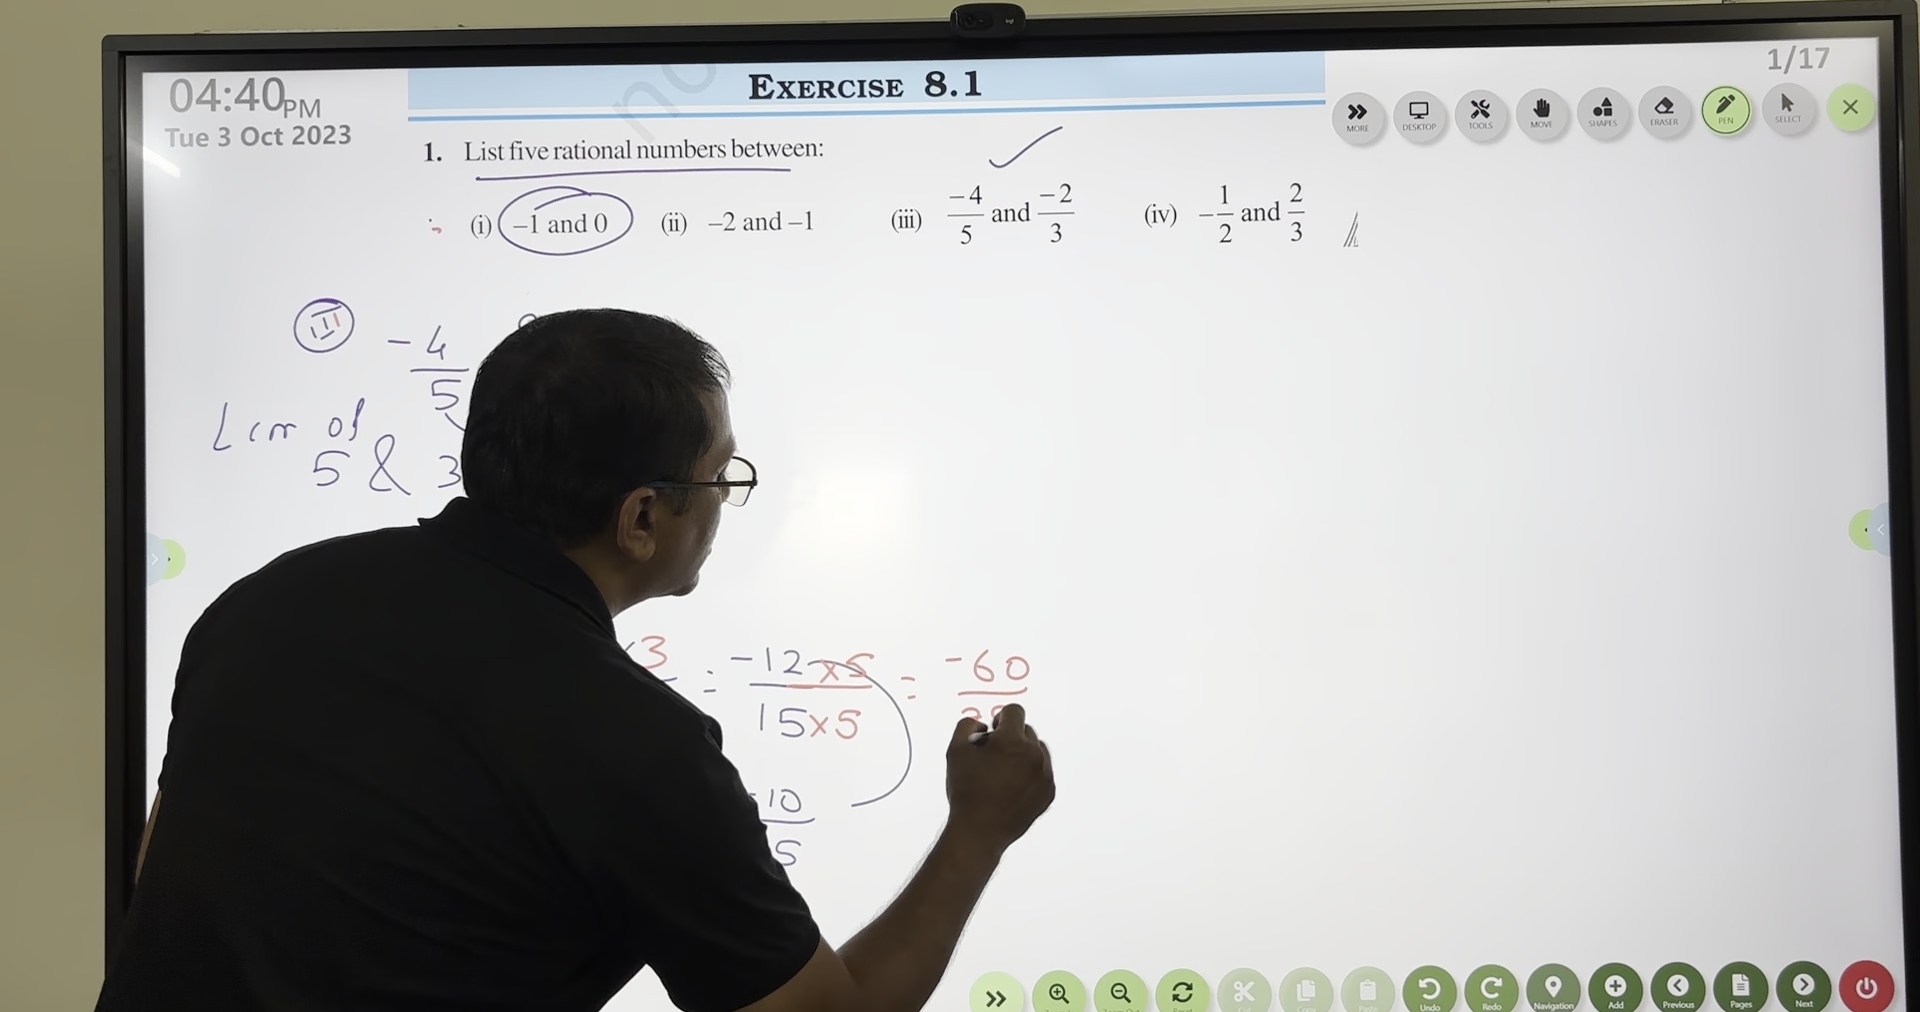 04:40PM
Tue 3 Oct 2023
EXERCISE 8.1
1/17
MORE DESKTOP TOOLS MOVE SHAPES ERASER PEN SELECT
1. List five rational numbers between:
(i) −1 and 0 (ii) −2 and −1 (iii) −4/5 and −2/3 (iv) −1/2 and 2/3
III −4/5
Lcm of
5 & 3
×3 = −12×5/15×5 = −60
10/5
Undo Redo Navigation Add Previous Pages Next